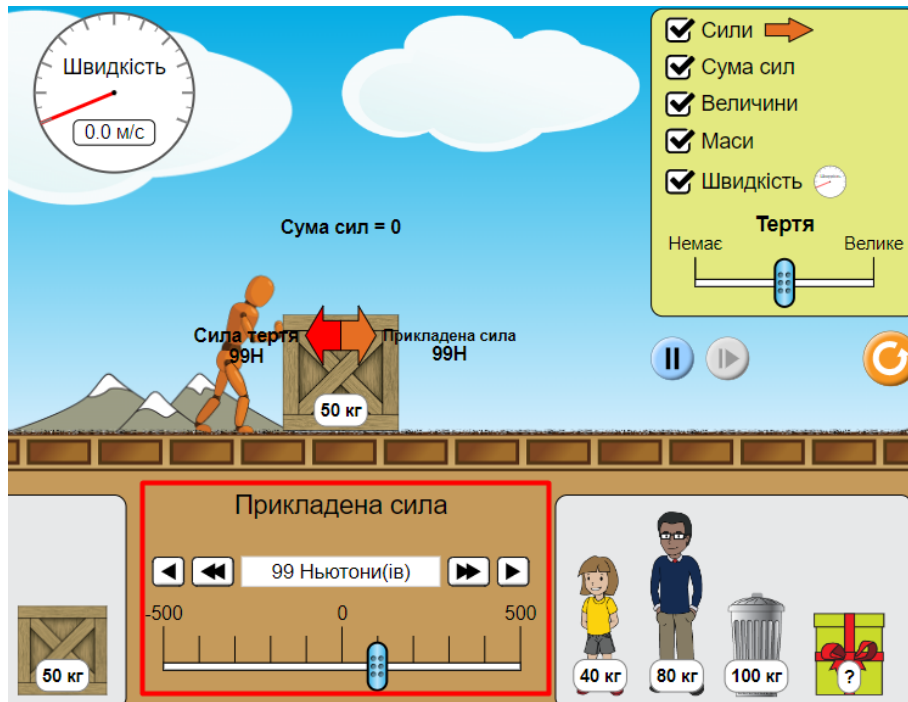 Швидкість
0.0 м/с
Сили
Сума сил
Величини
Маси
Швидкість
Тертя
Немає
Велике
Сума сил = 0
Сила тертя
99Н
Прикладена сила
99Н
50 кг
Прикладена сила
99 Ньютони(ів)
-500
0
500
50 кг
40 кг
80 кг
100 кг
?